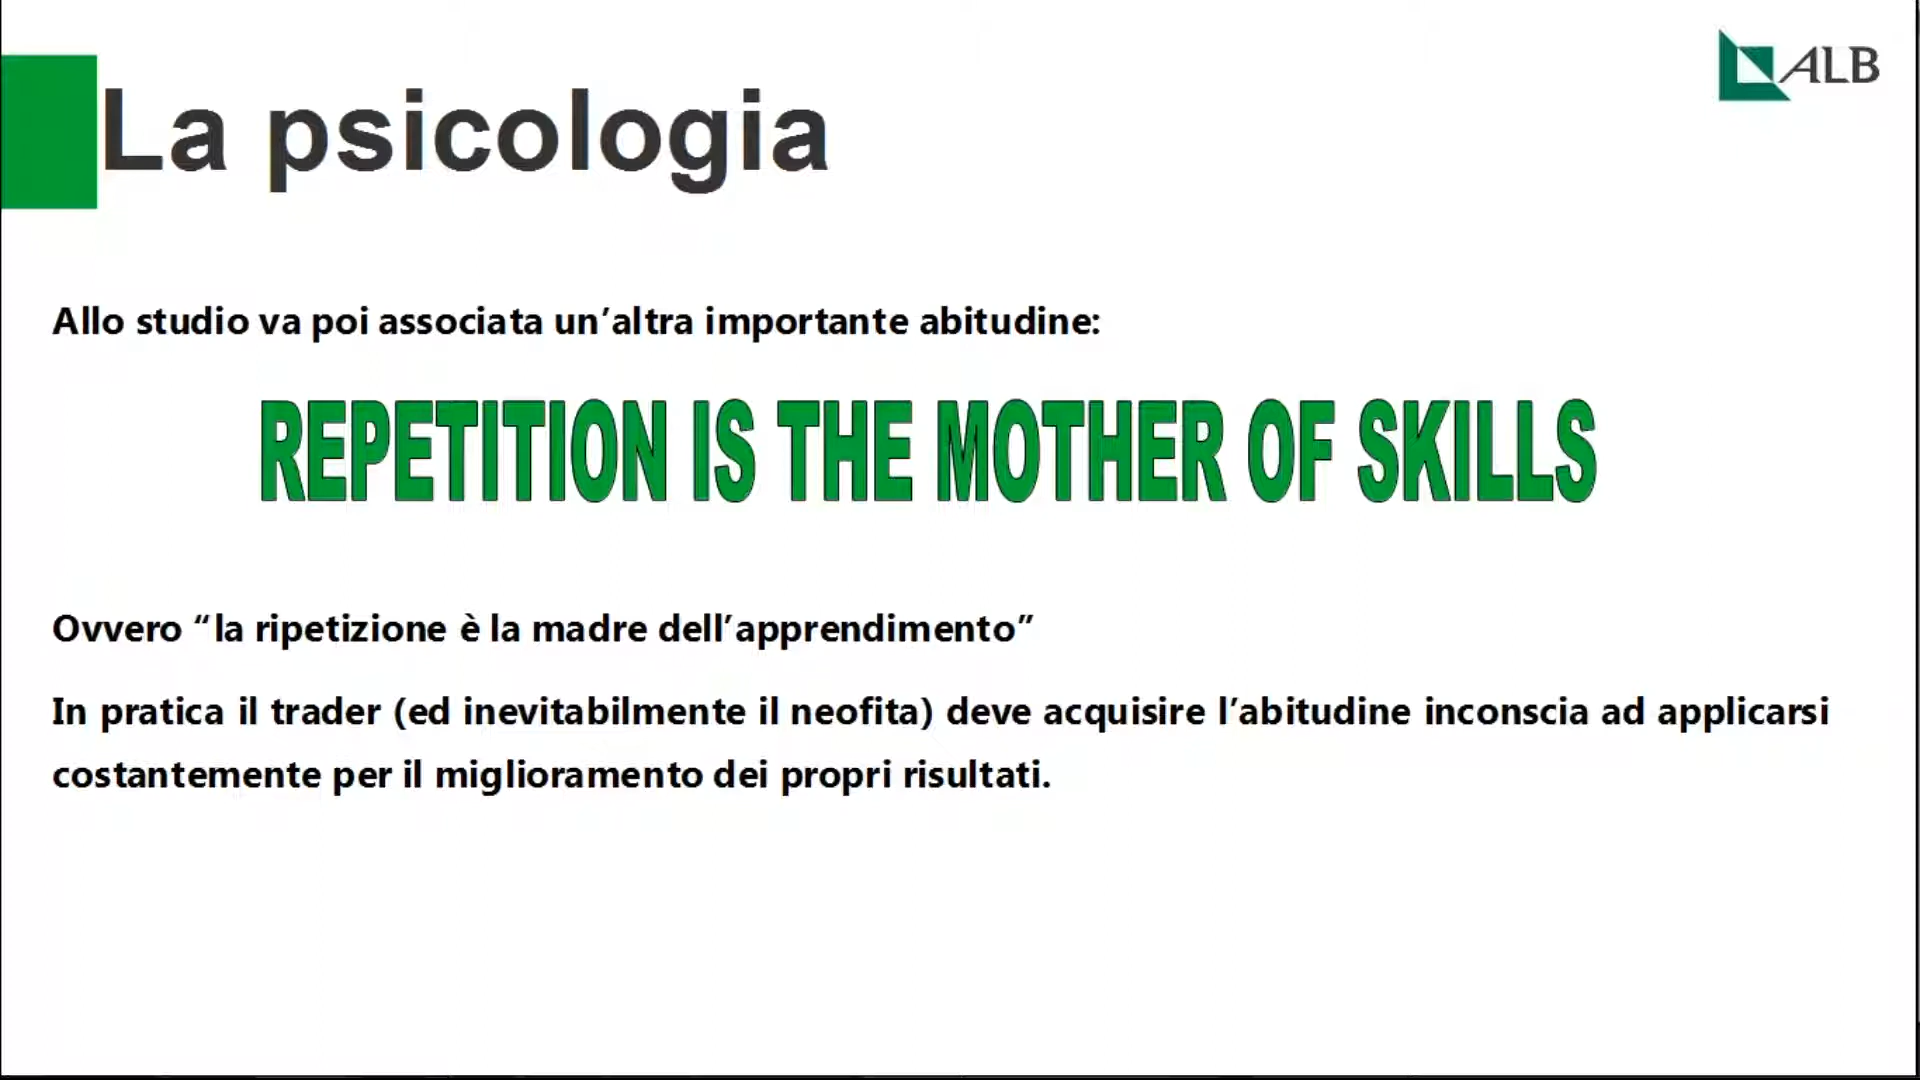 ALB
La psicologia
Allo studio va poi associata un’altra importante abitudine:
REPETITION IS THE MOTHER OF SKILLS
Ovvero “la ripetizione è la madre dell’apprendimento”
In pratica il trader (ed inevitabilmente il neofita) deve acquisire l’abitudine inconscia ad applicarsi
costantemente per il miglioramento dei propri risultati.